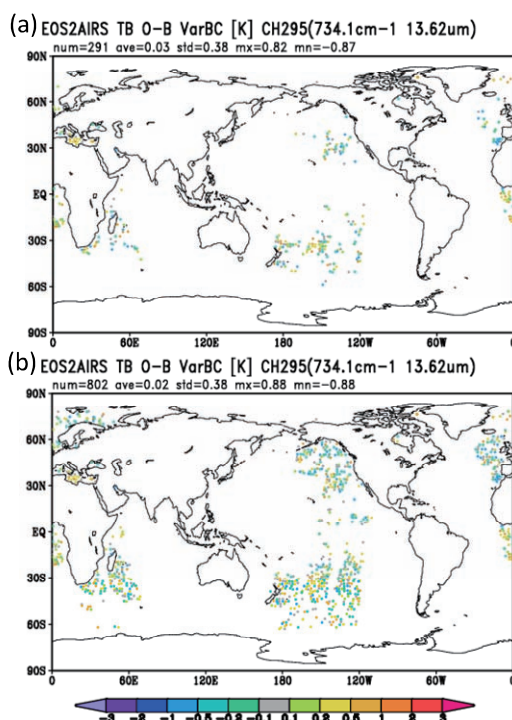 (a) EOS2AIRS TB O-B VarBC [K] CH295(734.1cm-1 13.62um)
num=291 ave=0.03 std=0.38 mx=0.82 mn=-0.87
90N
60N
30N
EQ
30S
60S
90S
0 60E 120E 180 120W 60W
(b) EOS2AIRS TB O-B VarBC [K] CH295(734.1cm-1 13.62um)
num=802 ave=0.02 std=0.38 mx=0.88 mn=-0.88
90N
60N
30N
EQ
30S
60S
90S
0 60E 120E 180 120W 60W
-3 -2 -1 -0.5 -0.2 -0.1 0.1 0.2 0.5 1 2 3